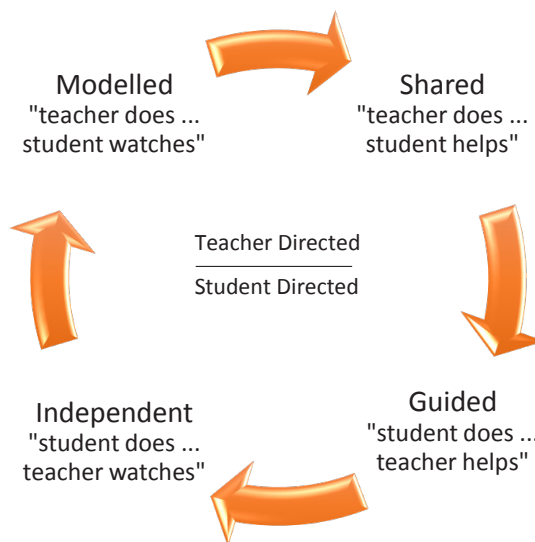 Modelled
"teacher does ...
student watches"
Shared
"teacher does ...
student helps"
Teacher Directed
Student Directed
Independent
"student does ...
teacher watches"
Guided
"student does ...
teacher helps"